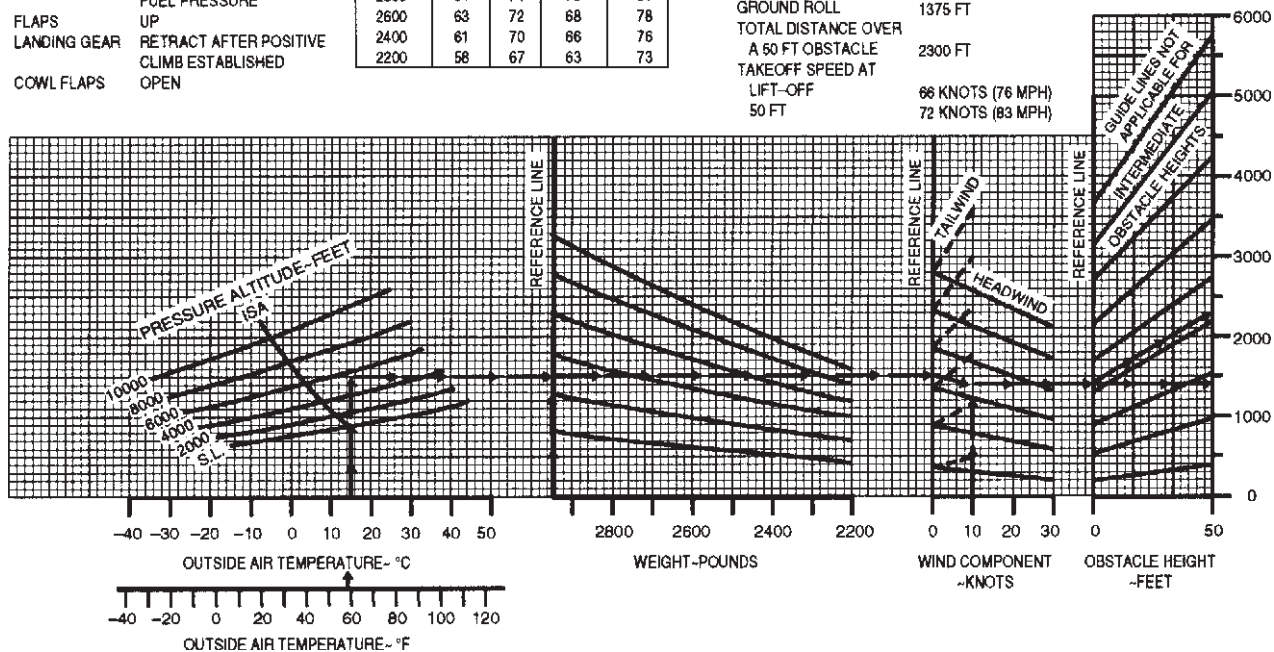 FUEL PRESSURE
FLAPS UP
LANDING GEAR RETRACT AFTER POSITIVE
CLIMB ESTABLISHED
COWL FLAPS OPEN
2600 63 72 68 78
2400 61 70 66 76
2200 58 67 63 73
GROUND ROLL 1375 FT
TOTAL DISTANCE OVER
A 50 FT OBSTACLE 2300 FT
TAKEOFF SPEED AT
LIFT-OFF 66 KNOTS (76 MPH)
50 FT 72 KNOTS (83 MPH)
PRESSURE ALTITUDE~FEET
ISA
10000
8000
6000
4000
2000
S.L.
REFERENCE LINE
REFERENCE LINE
TAILWIND
HEADWIND
REFERENCE LINE
GUIDE LINES NOT
APPLICABLE FOR
INTERMEDIATE
OBSTACLE HEIGHTS
6000
5000
4000
3000
2000
1000
0
-40 -30 -20 -10 0 10 20 30 40 50
OUTSIDE AIR TEMPERATURE~ °C
2800 2600 2400 2200
WEIGHT~POUNDS
0 10 20 30
WIND COMPONENT
~KNOTS
0 50
OBSTACLE HEIGHT
~FEET
-40 -20 0 20 40 60 80 100 120
OUTSIDE AIR TEMPERATURE~ °F